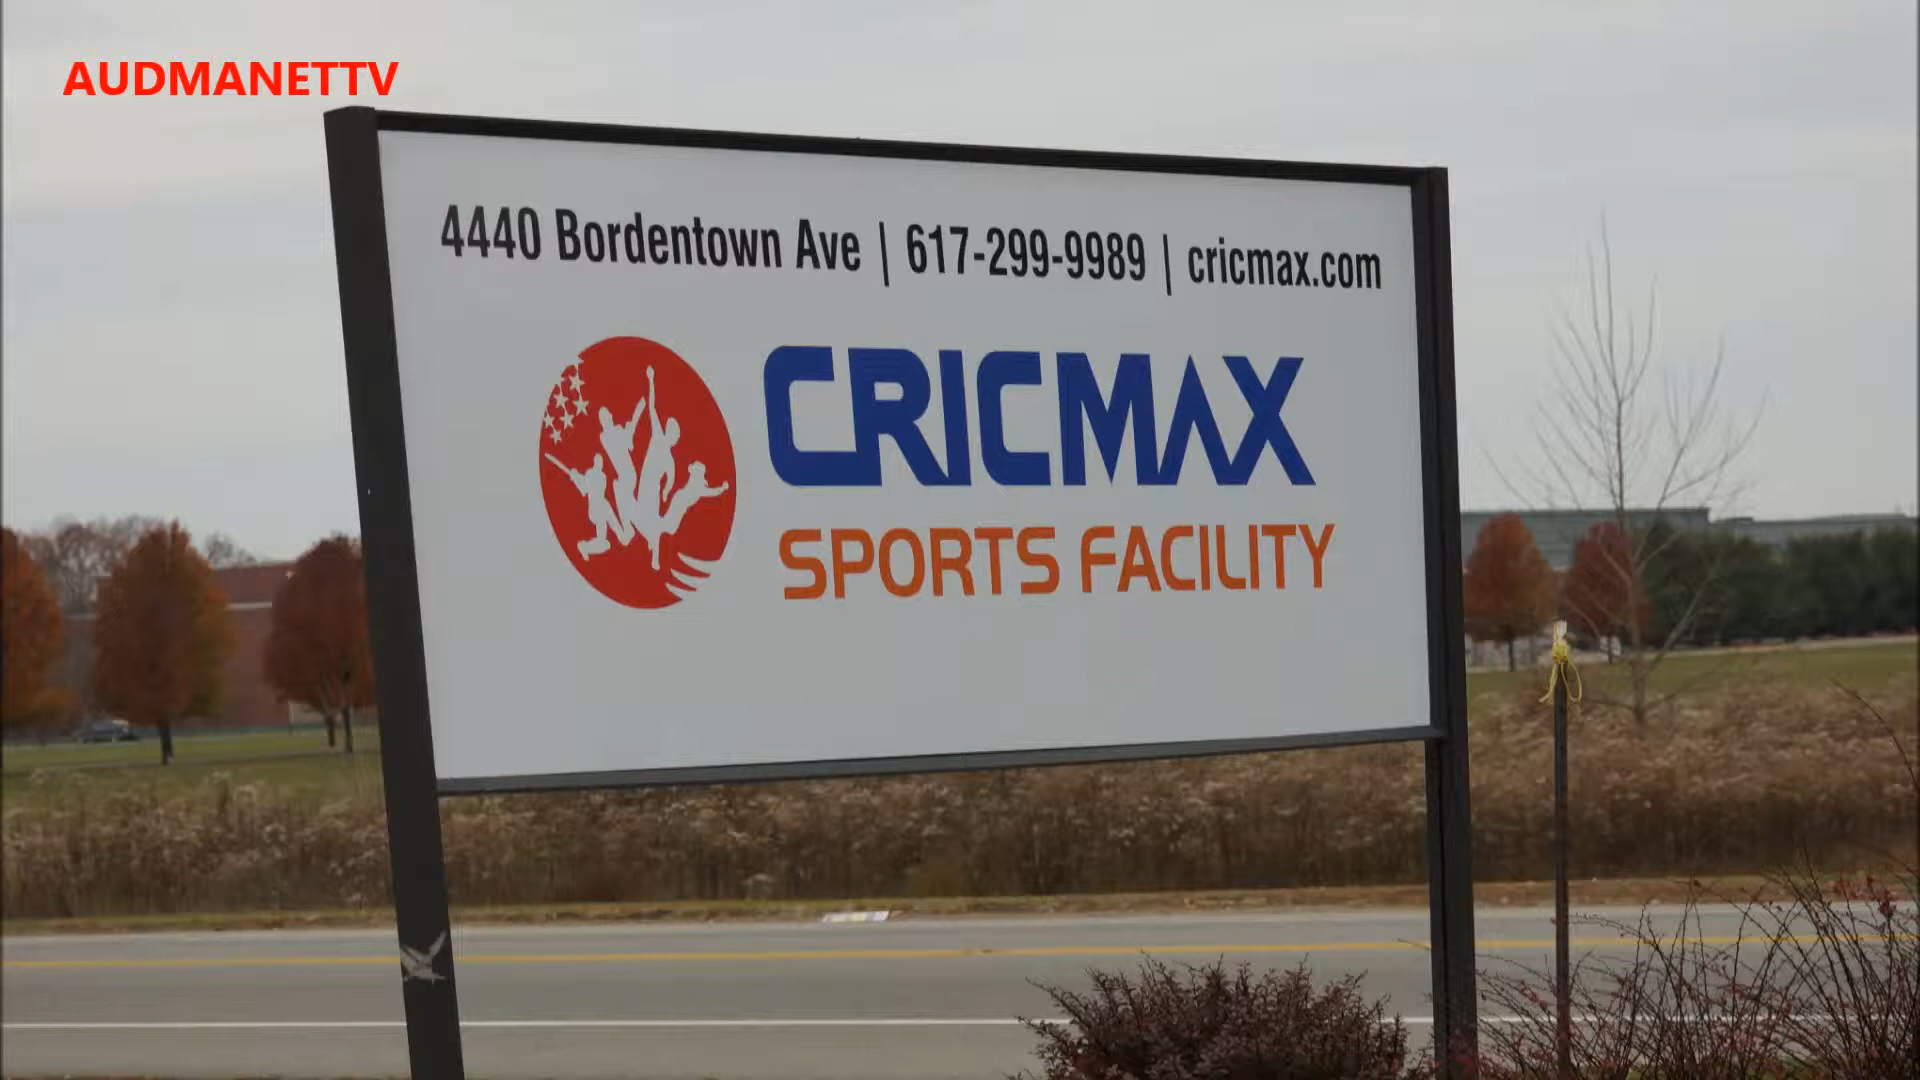 AUDMANETTV
4440 Bordentown Ave | 617-299-9989 | cricmax.com
CRICMAX
SPORTS FACILITY